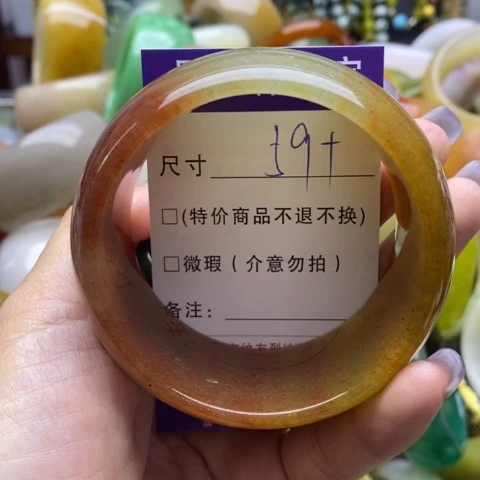 尺寸 59+
□(特价商品不退不换)
□微瑕（介意勿拍）
备注：